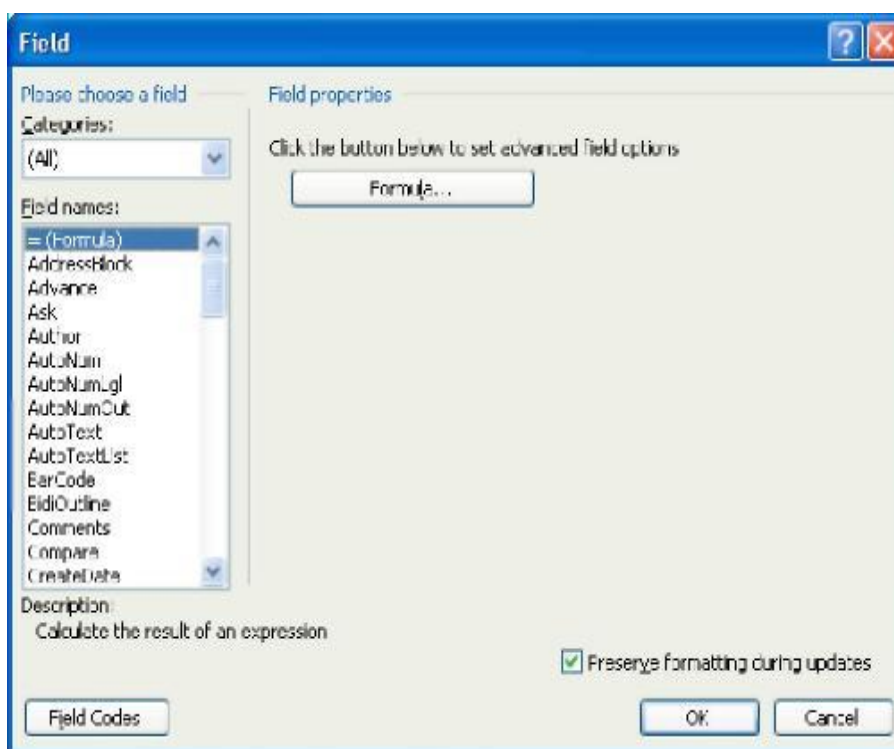 Field
Please choose a field
Categories:
(All)
Field names:
= (Formula)
AddressBlock
Advance
Ask
Author
AutoNum
AutoNumLgl
AutoNumOut
AutoText
AutoTextList
BarCode
BidiOutline
Comments
Compare
CreateDate
Description:
Calculate the result of an expression
Field Codes
Field properties
Click the button below to set advanced field options
Formula...
Preserve formatting during updates
OK
Cancel